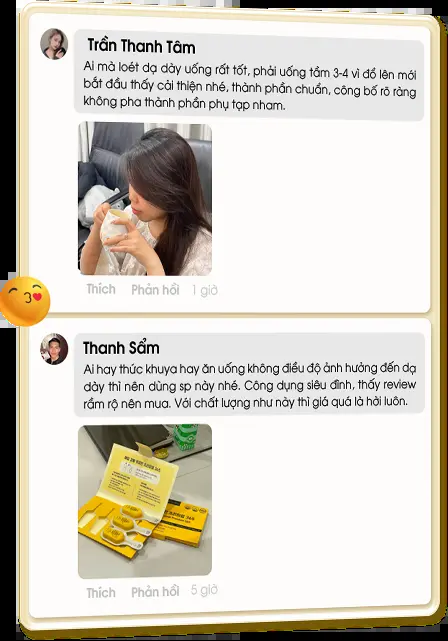 Trần Thanh Tâm
Ai mà loét dạ dày uống rất tốt, phải uống tầm 3-4 vì đổ lên mới
bắt đầu thấy cải thiện nhé, thành phần chuẩn, công bố rõ ràng
không pha thành phần phụ tạp nham.
Thích Phản hồi 1 giờ
Thanh Sẩm
Ai hay thức khuya hay ăn uống không điều độ ảnh hưởng đến dạ
dày thì nên dùng sp này nhé. Công dụng siêu đỉnh, thấy review
rầm rộ nên mua. Với chất lượng như này thì giá quá là hời luôn.
Thích Phản hồi 5 giờ